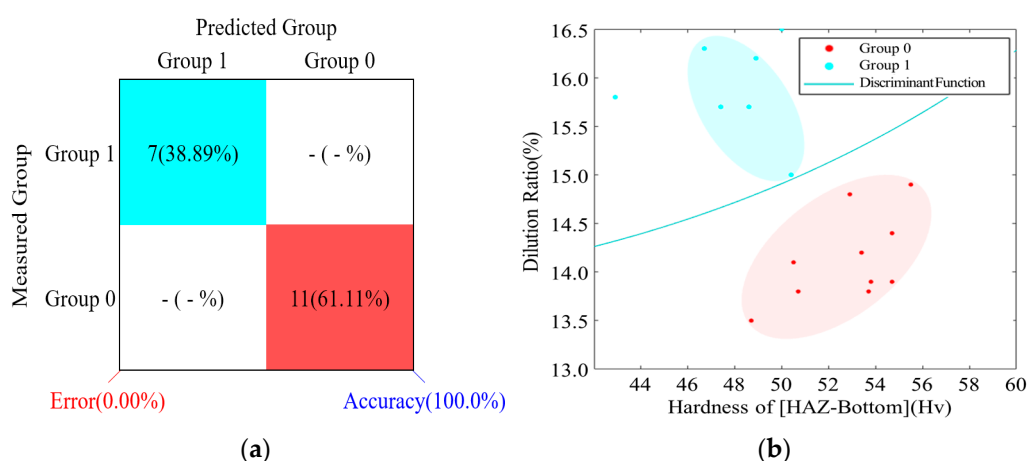 Predicted Group
Group 1 Group 0
Measured Group
Group 1
7(38.89%)
- ( - %)
Group 0
- ( - %)
11(61.11%)
Error(0.00%)
Accuracy(100.0%)
(a)
Dilution Ratio(%)
16.5
16.0
15.5
15.0
14.5
14.0
13.5
13.0
Group 0
Group 1
Discriminant Function
44 46 48 50 52 54 56 58 60
Hardness of [HAZ-Bottom](Hv)
(b)